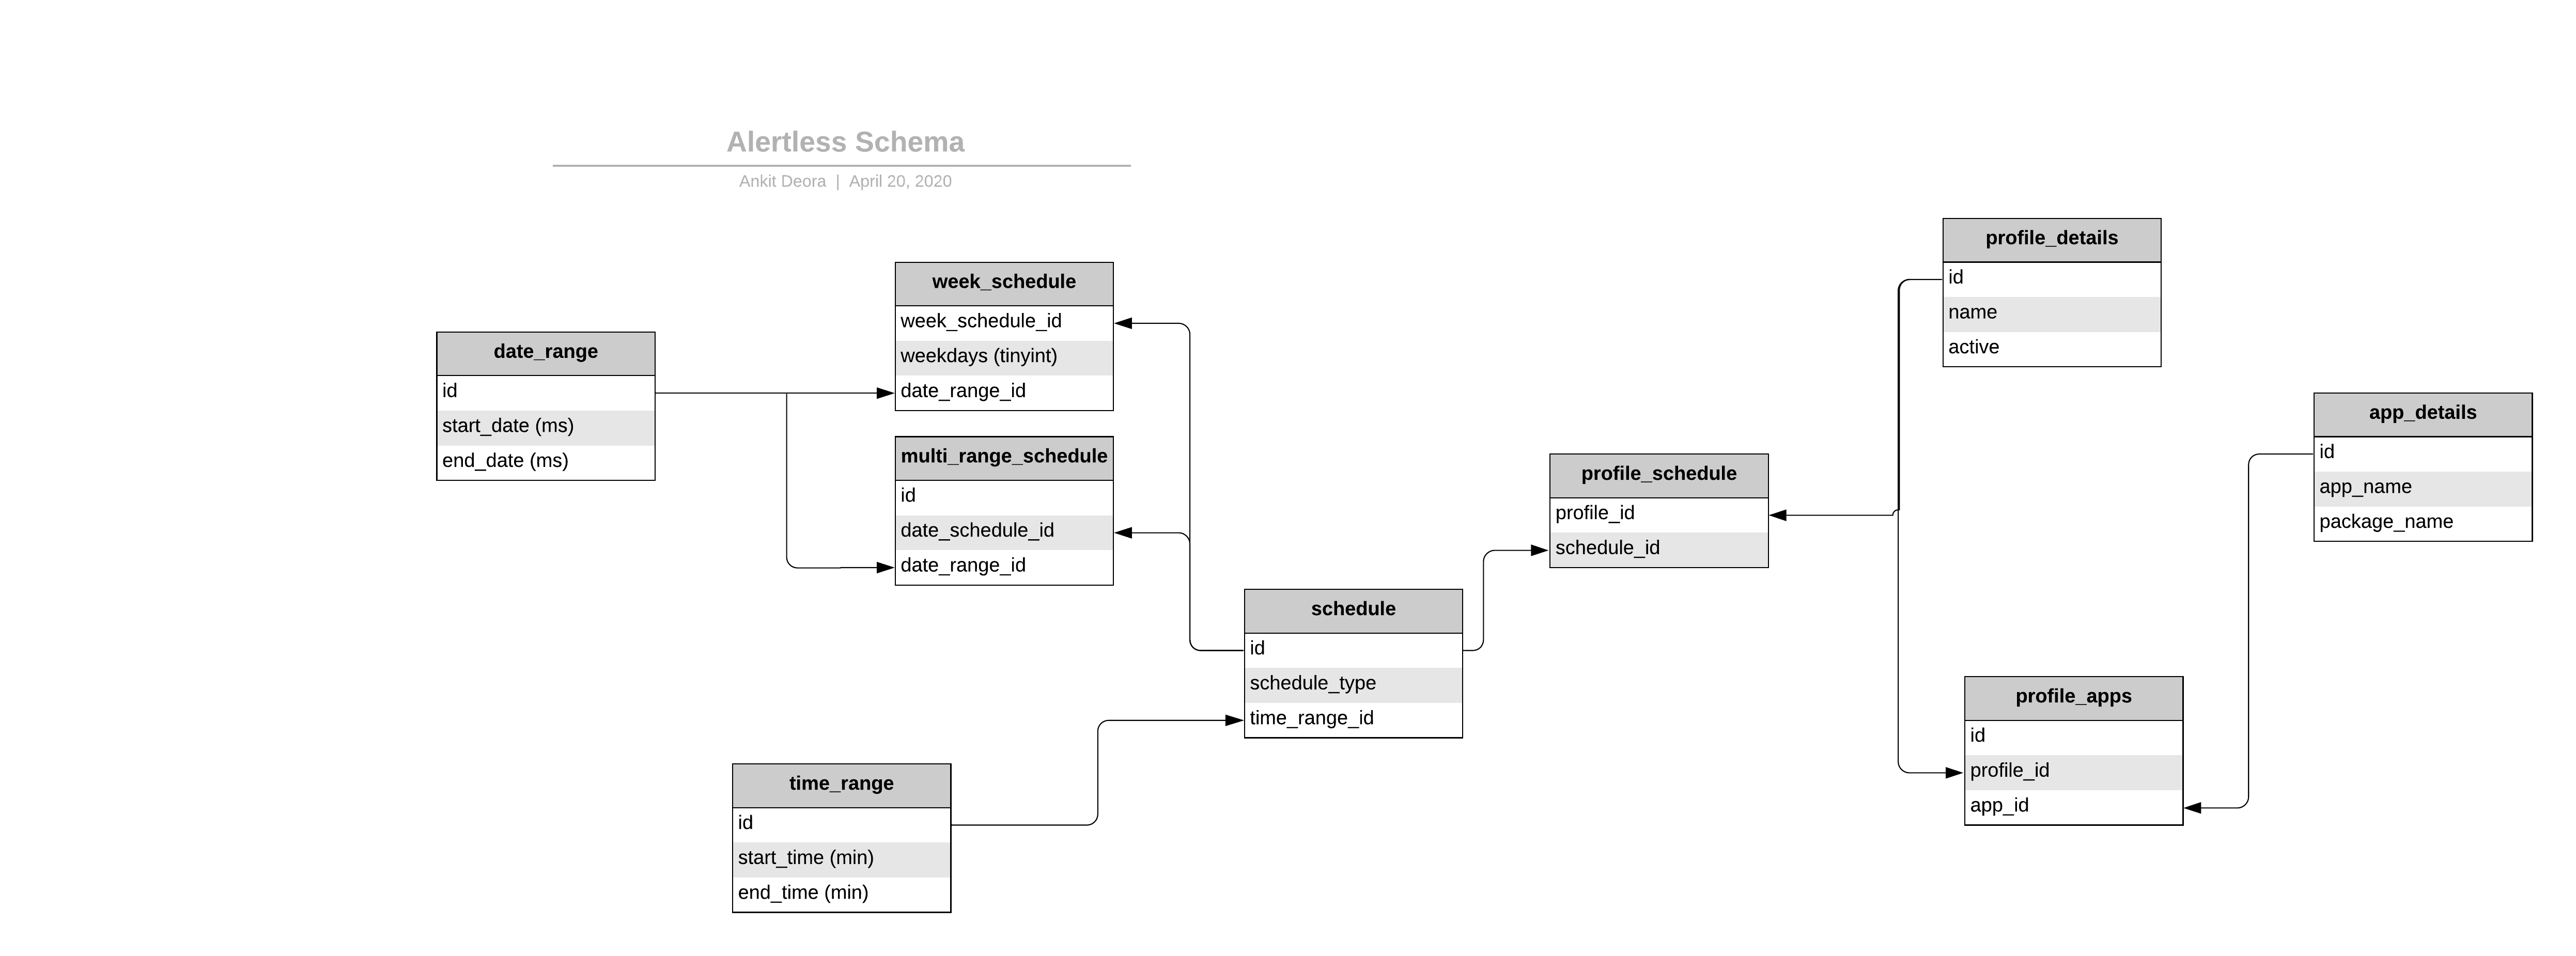 Alertless Schema
Ankit Deora | April 20, 2020
date_range
id
start_date (ms)
end_date (ms)
week_schedule
week_schedule_id
weekdays (tinyint)
date_range_id
multi_range_schedule
id
date_schedule_id
date_range_id
time_range
id
start_time (min)
end_time (min)
schedule
id
schedule_type
time_range_id
profile_schedule
profile_id
schedule_id
profile_details
id
name
active
profile_apps
id
profile_id
app_id
app_details
id
app_name
package_name